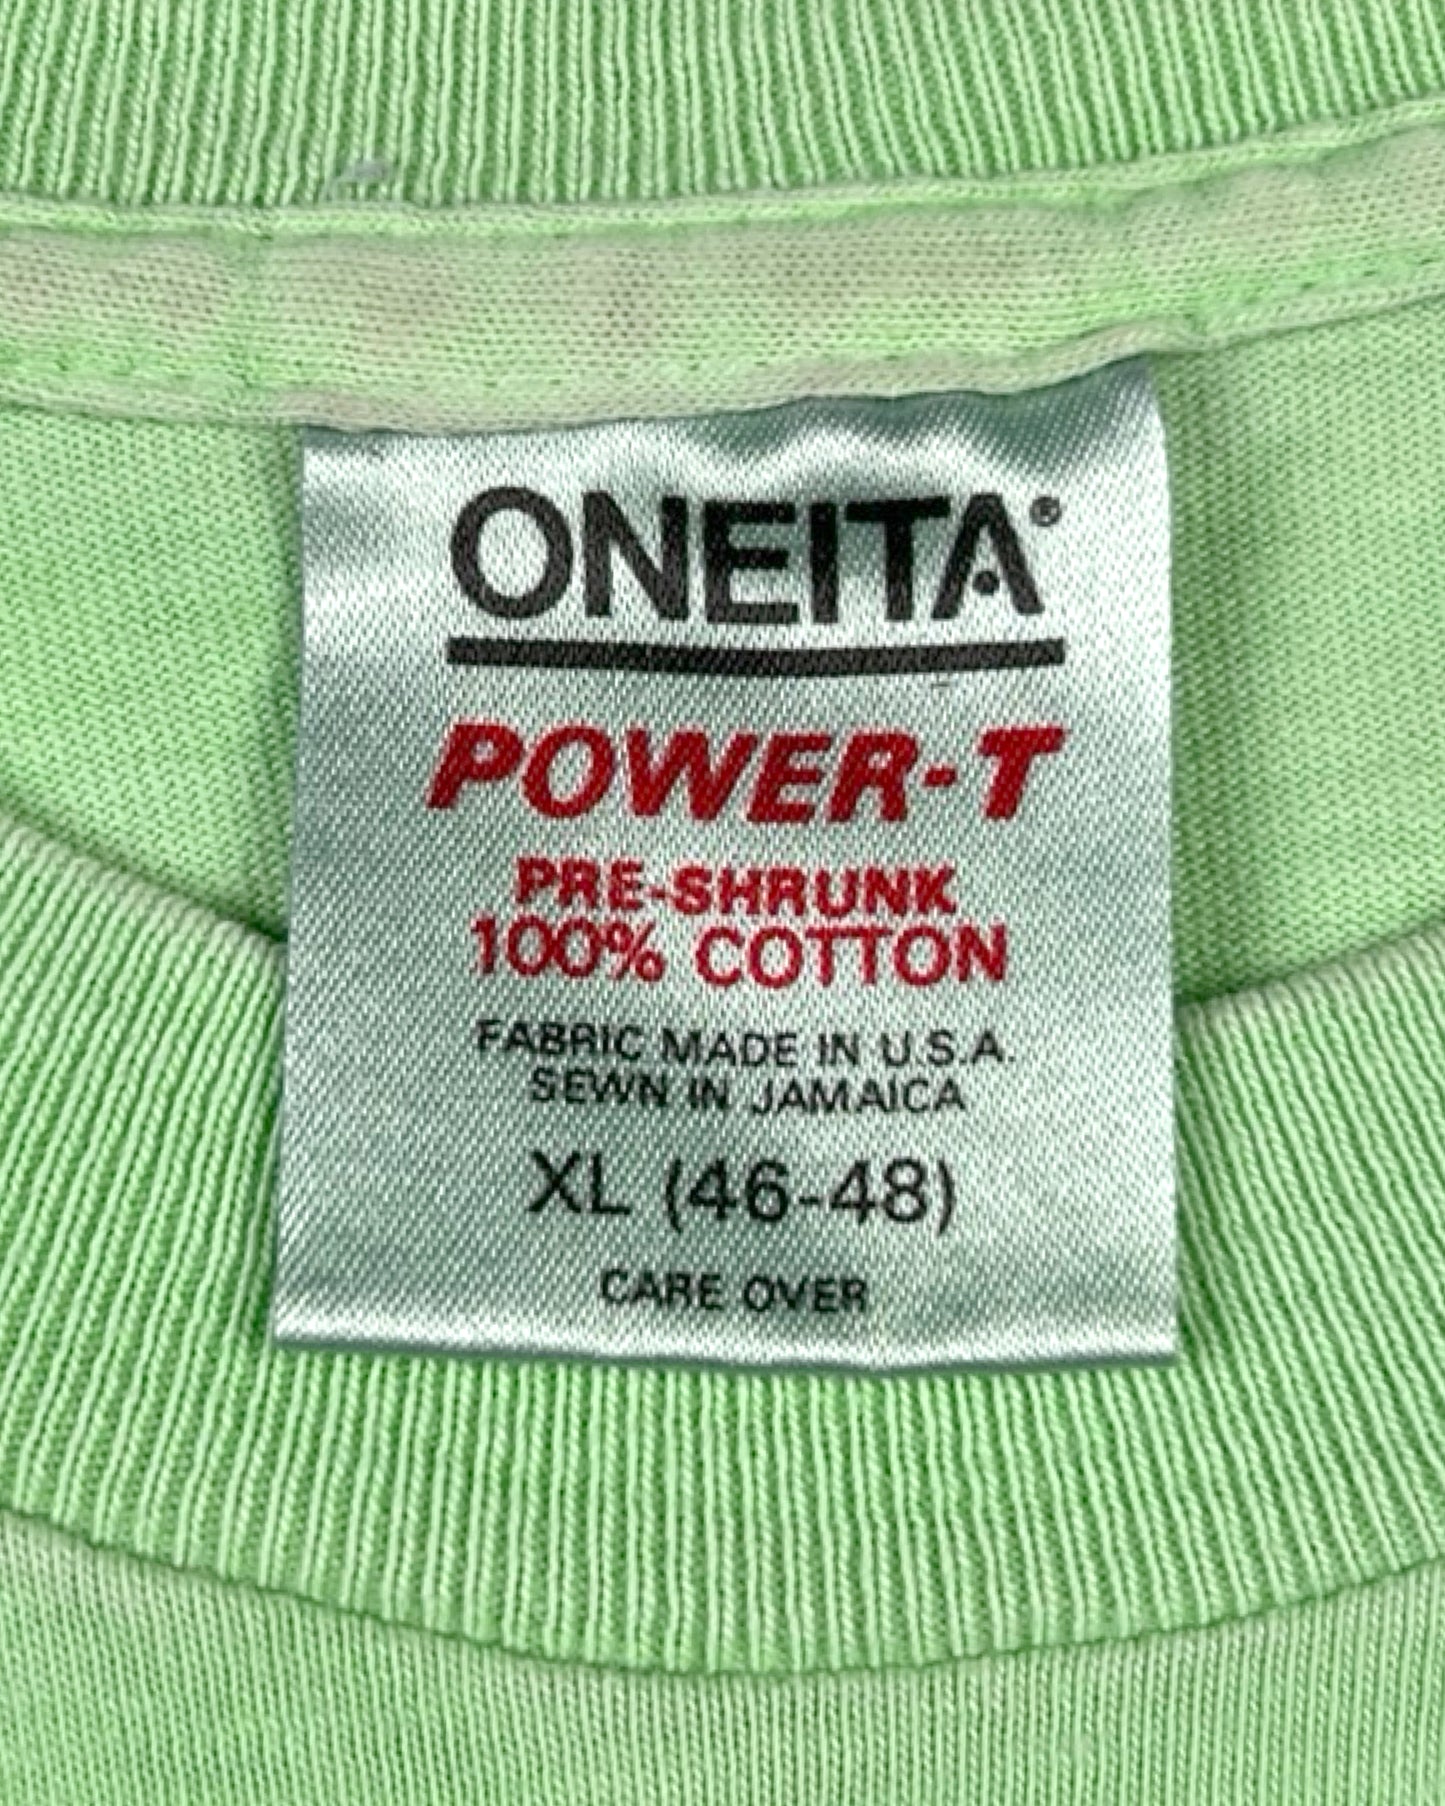 ONEITA®
POWER-T
PRE-SHRUNK
100% COTTON
FABRIC MADE IN U.S.A.
SEWN IN JAMAICA
XL (46-48)
CARE OVER